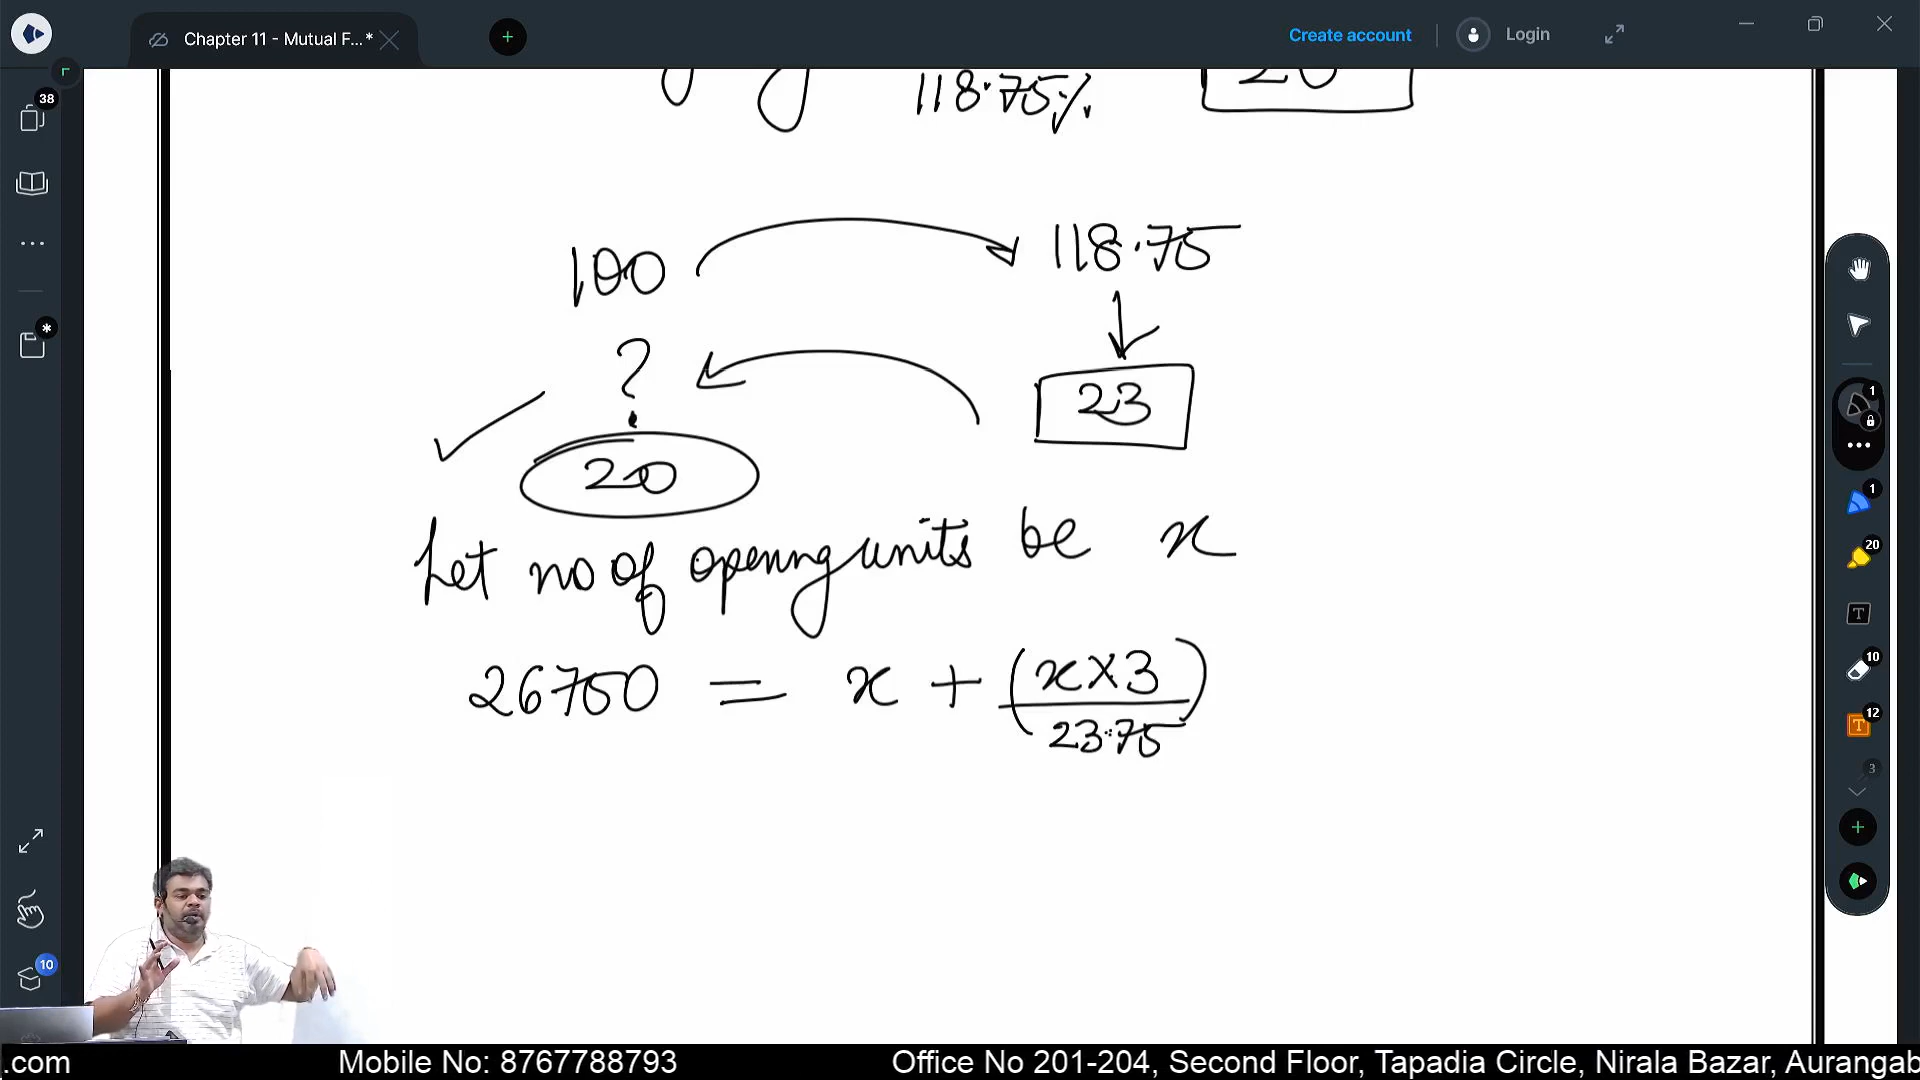 Chapter 11 - Mutual F...*
Create account
Login
38
118.75%
100
118.75
?
23
20
Let no of openng units be x
26750 = x + (x×3)
23.75
1
1
20
T
10
T
12
3
10
.com
Mobile No: 8767788793
Office No 201-204, Second Floor, Tapadia Circle, Nirala Bazar, Aurangab